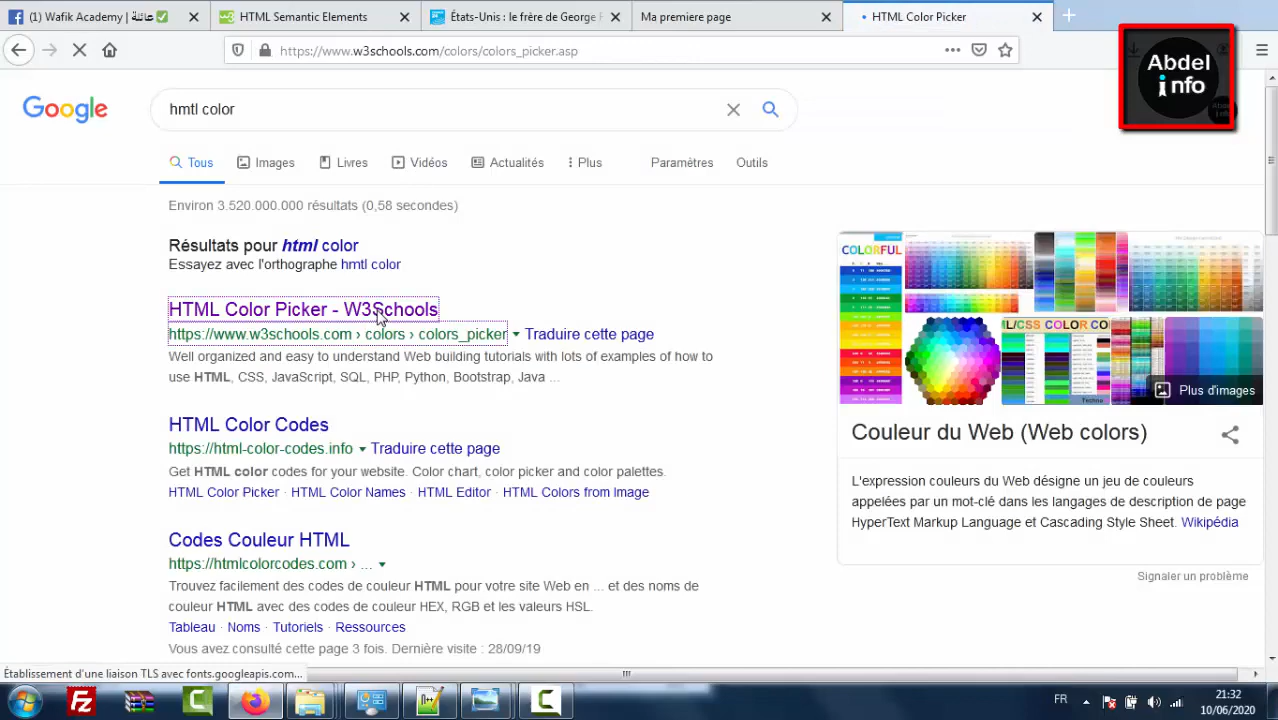 (1) Wafik Academy | عائلة ✅
HTML Semantic Elements
États-Unis : le frère de George F
Ma premiere page
HTML Color Picker
https://www.w3schools.com/colors/colors_picker.asp
Abdel
info
Google
hmtl color
Tous
Images
Livres
Vidéos
Actualités
Plus
Paramètres
Outils
Environ 3.520.000.000 résultats (0,58 secondes)
Résultats pour html color
Essayez avec l'orthographe hmtl color
HTML Color Picker - W3Schools
https://www.w3schools.com › colors › colors_picker ▾ Traduire cette page
Well organized and easy to understand Web building tutorials with lots of examples of how to
use HTML, CSS, JavaScript, SQL, PHP, Python, Bootstrap, Java ...
HTML Color Codes
https://html-color-codes.info ▾ Traduire cette page
Get HTML color codes for your website. Color chart, color picker and color palettes.
HTML Color Picker · HTML Color Names · HTML Editor · HTML Colors from Image
Codes Couleur HTML
https://htmlcolorcodes.com › ... ▾
Trouvez facilement des codes de couleur HTML pour votre site Web en ... et des noms de
couleur HTML avec des codes de couleur HEX, RGB et les valeurs HSL.
Tableau · Noms · Tutoriels · Ressources
Vous avez consulté cette page 3 fois. Dernière visite : 28/09/19
COLORFUL
ML/CSS COLOR CO
Techno
Plus d'images
Couleur du Web (Web colors)
L'expression couleurs du Web désigne un jeu de couleurs
appelées par un mot-clé dans les langages de description de page
HyperText Markup Language et Cascading Style Sheet. Wikipédia
Signaler un problème
Établissement d'une liaison TLS avec fonts.googleapis.com...
FR
21:32
10/06/2020